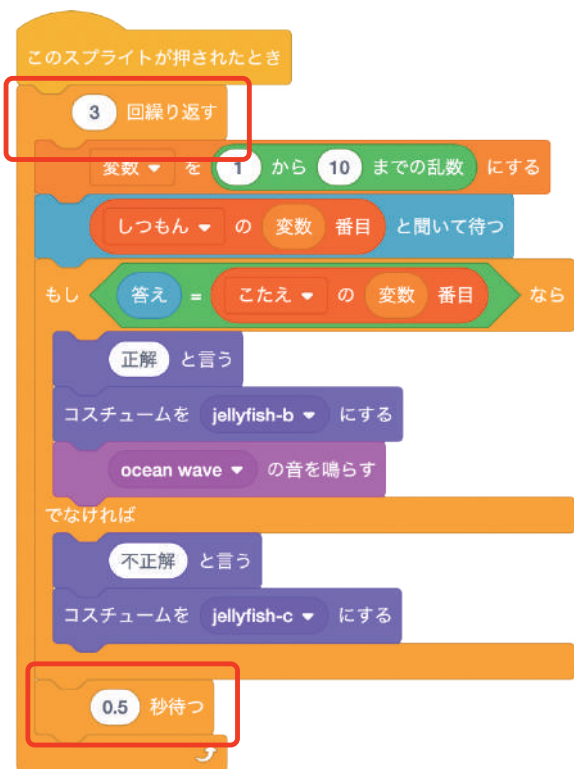 このスプライトが押されたとき
3 回繰り返す
変数 を 1 から 10 までの乱数 にする
しつもん の 変数 番目 と聞いて待つ
もし 答え = こたえ の 変数 番目 なら
正解 と言う
コスチュームを jellyfish-b にする
ocean wave の音を鳴らす
でなければ
不正解 と言う
コスチュームを jellyfish-c にする
0.5 秒待つ